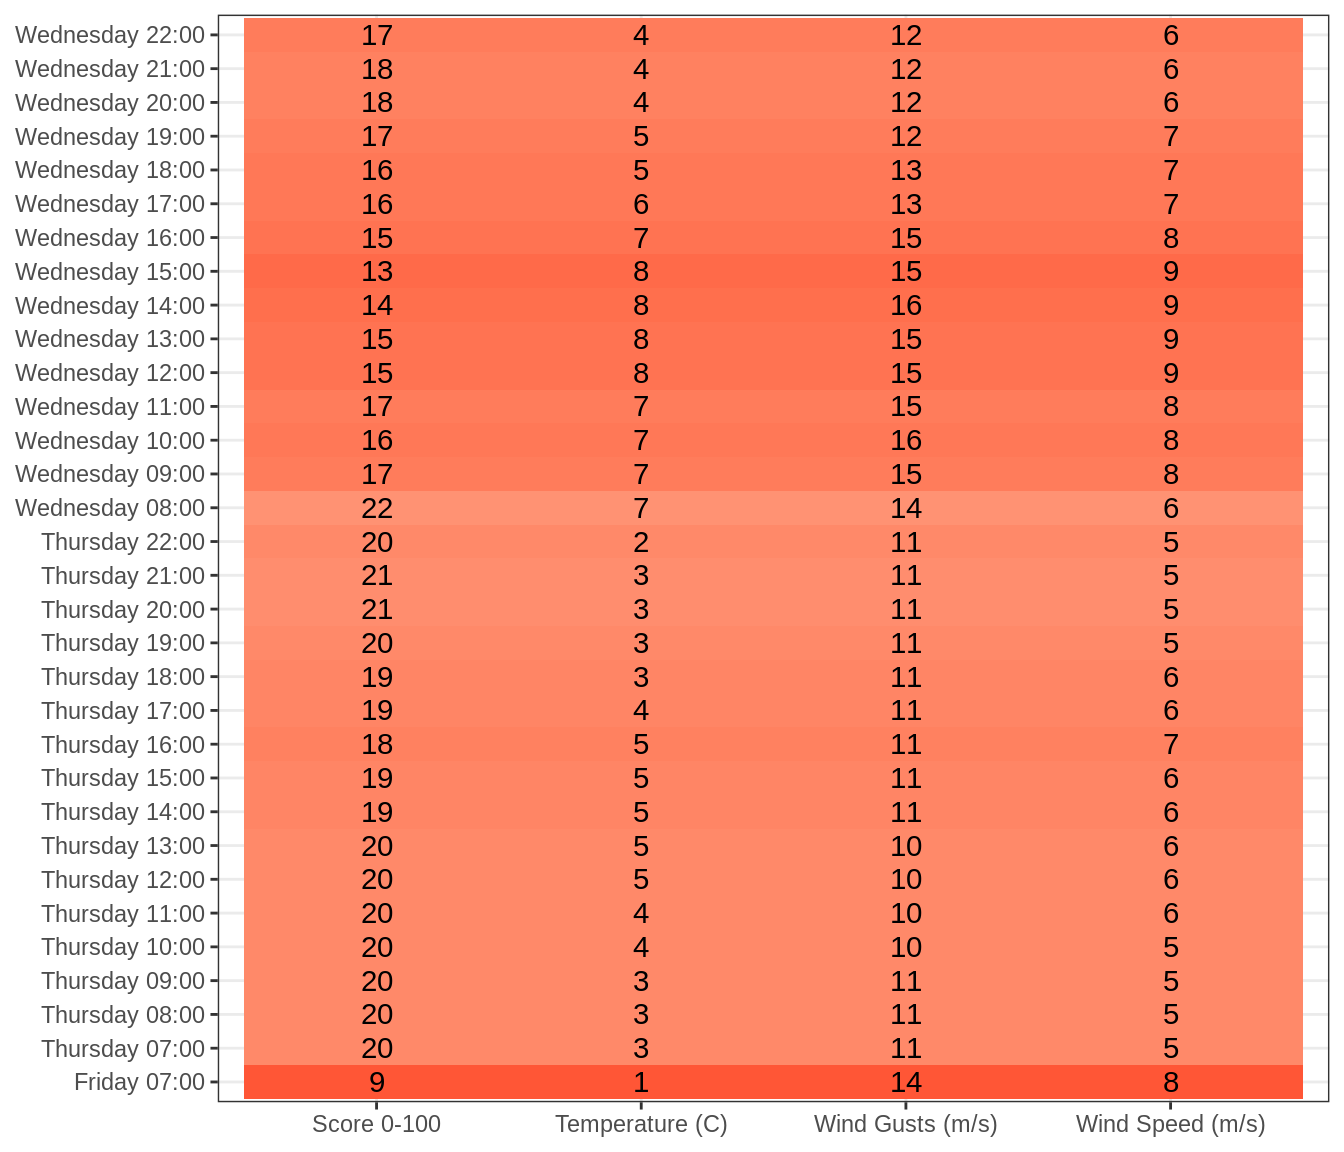 Wednesday 22:00 17 4 12 6
Wednesday 21:00 18 4 12 6
Wednesday 20:00 18 4 12 6
Wednesday 19:00 17 5 12 7
Wednesday 18:00 16 5 13 7
Wednesday 17:00 16 6 13 7
Wednesday 16:00 15 7 15 8
Wednesday 15:00 13 8 15 9
Wednesday 14:00 14 8 16 9
Wednesday 13:00 15 8 15 9
Wednesday 12:00 15 8 15 9
Wednesday 11:00 17 7 15 8
Wednesday 10:00 16 7 16 8
Wednesday 09:00 17 7 15 8
Wednesday 08:00 22 7 14 6
Thursday 22:00 20 2 11 5
Thursday 21:00 21 3 11 5
Thursday 20:00 21 3 11 5
Thursday 19:00 20 3 11 5
Thursday 18:00 19 3 11 6
Thursday 17:00 19 4 11 6
Thursday 16:00 18 5 11 7
Thursday 15:00 19 5 11 6
Thursday 14:00 19 5 11 6
Thursday 13:00 20 5 10 6
Thursday 12:00 20 5 10 6
Thursday 11:00 20 4 10 6
Thursday 10:00 20 4 10 5
Thursday 09:00 20 3 11 5
Thursday 08:00 20 3 11 5
Thursday 07:00 20 3 11 5
Friday 07:00 9 1 14 8
Score 0-100 Temperature (C) Wind Gusts (m/s) Wind Speed (m/s)